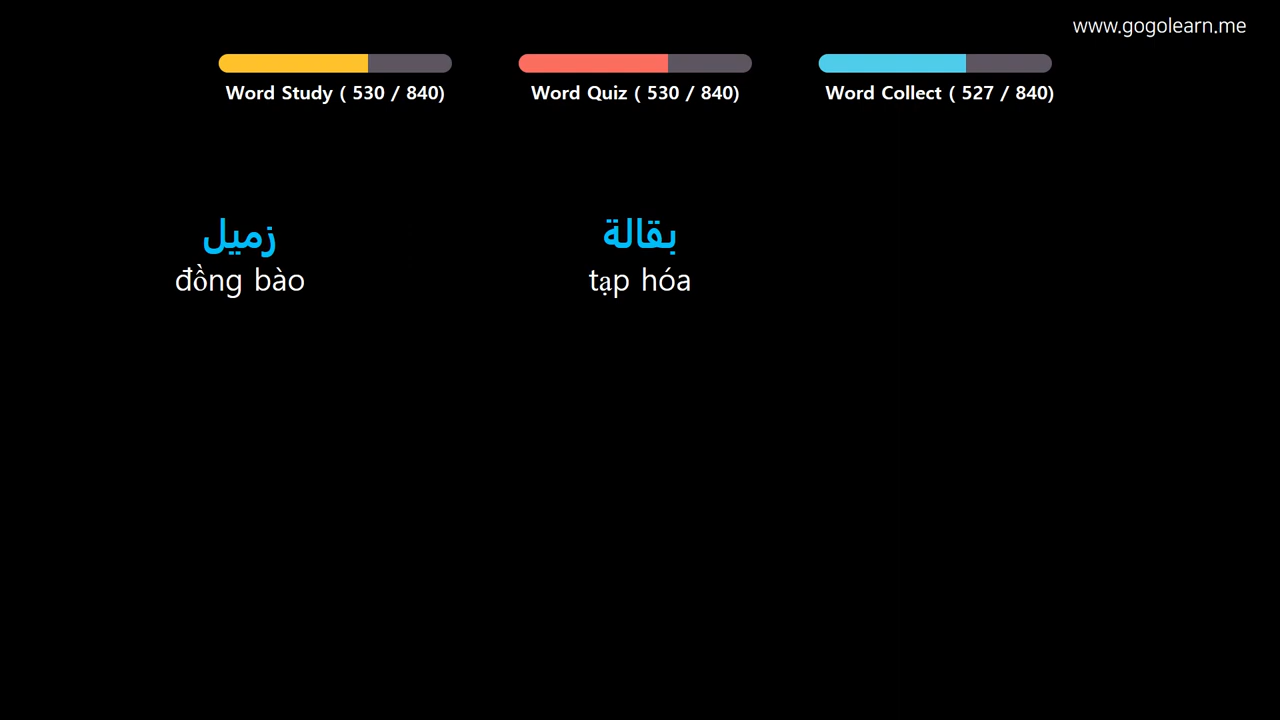 www.gogolearn.me
Word Study ( 530 / 840)
Word Quiz ( 530 / 840)
Word Collect ( 527 / 840)
زميل
đồng bào
بقالة
tạp hóa